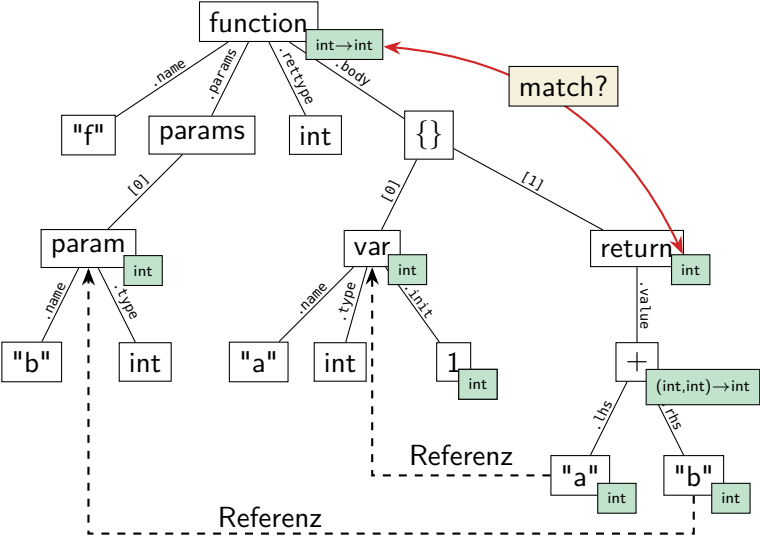 function
int→int
match?
.name
.params
.rettype
.body
"f"
params
int
{}
[0]
[0]
[1]
param
int
var
int
return
int
.name
.type
.name
.type
.init
.value
"b"
int
"a"
int
1
int
+
(int,int)→int
.lhs
.rhs
Referenz
"a"
int
"b"
int
Referenz